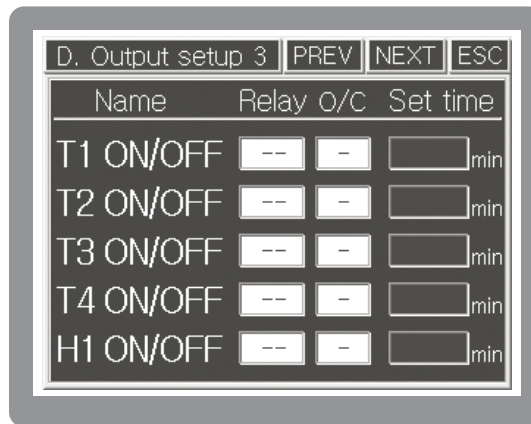 D. Output setup 3 PREV NEXT ESC
Name Relay O/C Set time
T1 ON/OFF -- - min
T2 ON/OFF -- - min
T3 ON/OFF -- - min
T4 ON/OFF -- - min
H1 ON/OFF -- - min